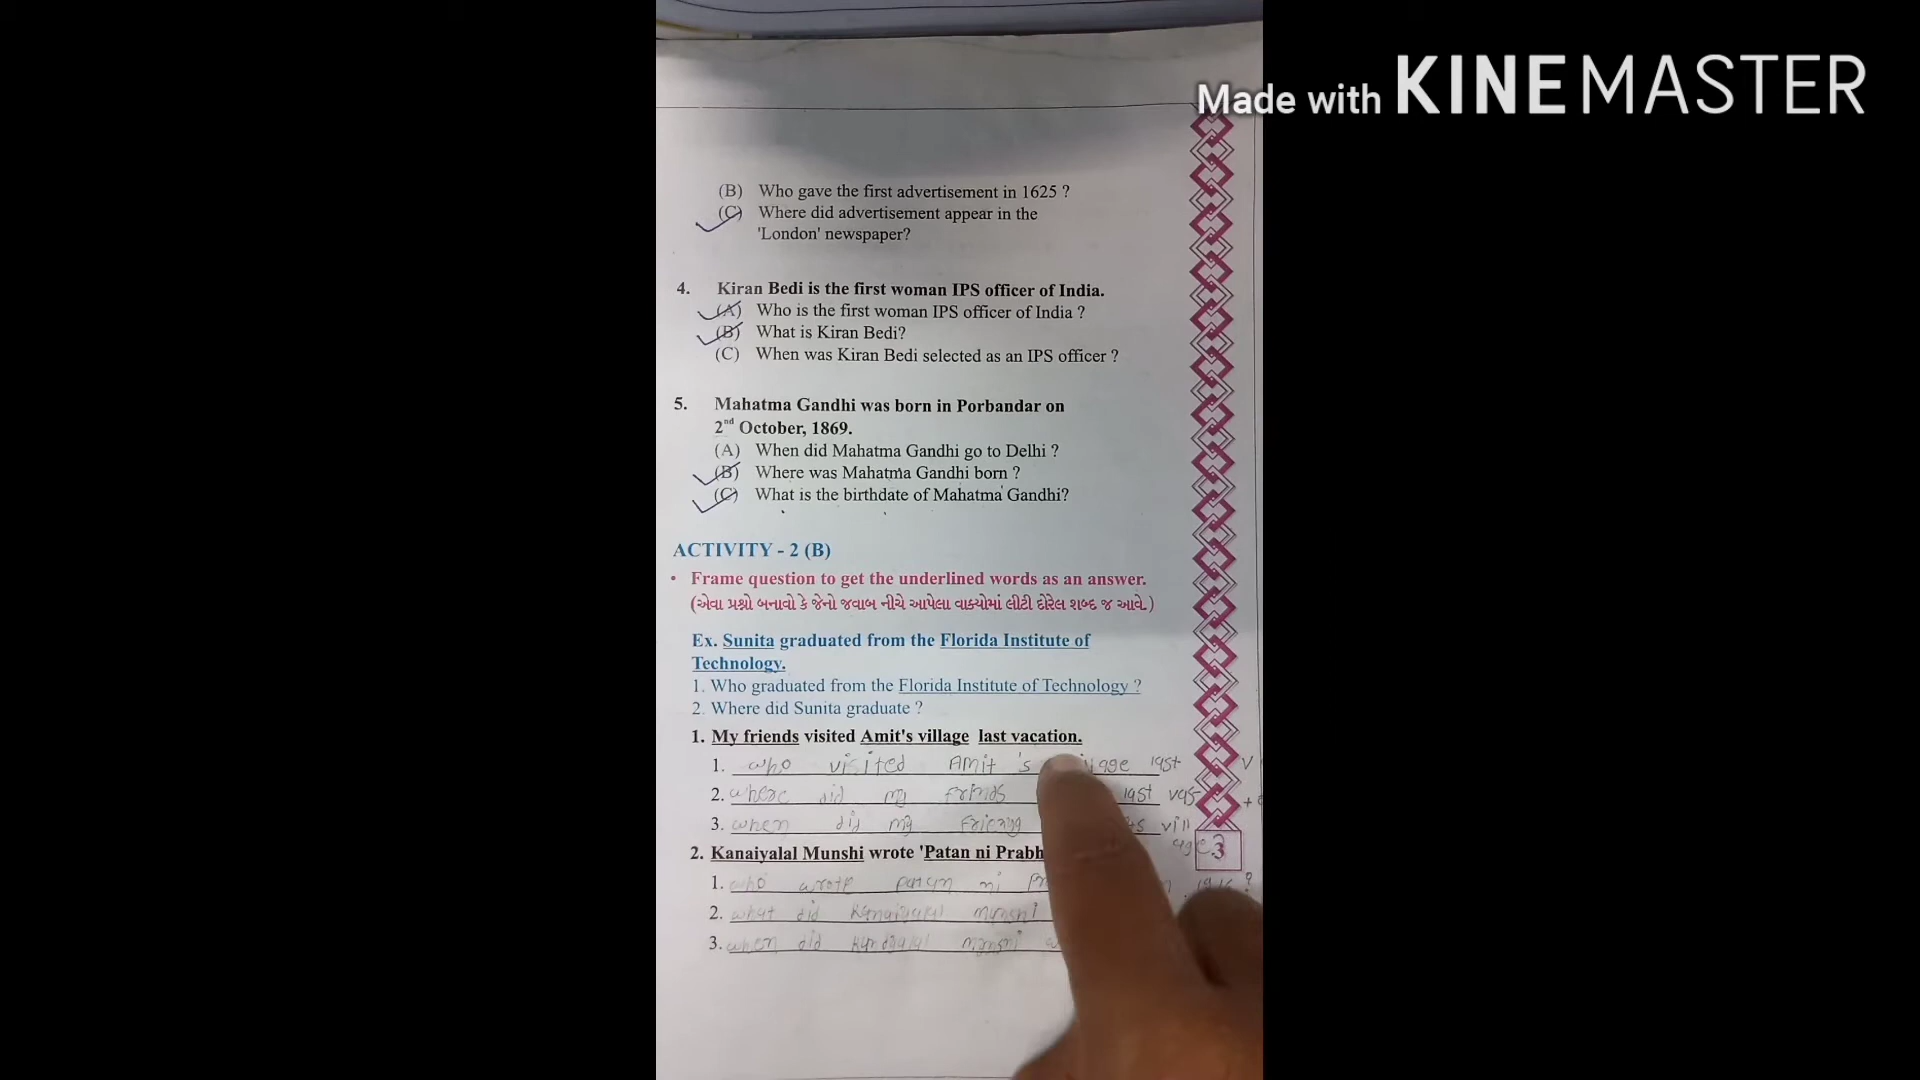 Made with KINEMASTER
(B) Who gave the first advertisement in 1625 ?
(C) Where did advertisement appear in the
'London' newspaper?
4. Kiran Bedi is the first woman IPS officer of India.
(A) Who is the first woman IPS officer of India ?
(B) What is Kiran Bedi?
(C) When was Kiran Bedi selected as an IPS officer ?
5. Mahatma Gandhi was born in Porbandar on
2nd October, 1869.
(A) When did Mahatma Gandhi go to Delhi ?
(B) Where was Mahatma Gandhi born ?
(C) What is the birthdate of Mahatma Gandhi?
ACTIVITY - 2 (B)
• Frame question to get the underlined words as an answer.
(એવા પ્રશ્નો બનાવો કે જેનો જવાબ નીચે આપેલા વાક્યોમાં લીટી દોરેલ શબ્દ જ આવે.)
Ex. Sunita graduated from the Florida Institute of
Technology.
1. Who graduated from the Florida Institute of Technology ?
2. Where did Sunita graduate ?
1. My friends visited Amit's village last vacation.
1. who visited Amit's last
2. where did my last
3. when did my vill
2. Kanaiyalal Munshi wrote 'Patan ni Prabh
1. who wrote patan ni
2. what did munshi
3. when did
3